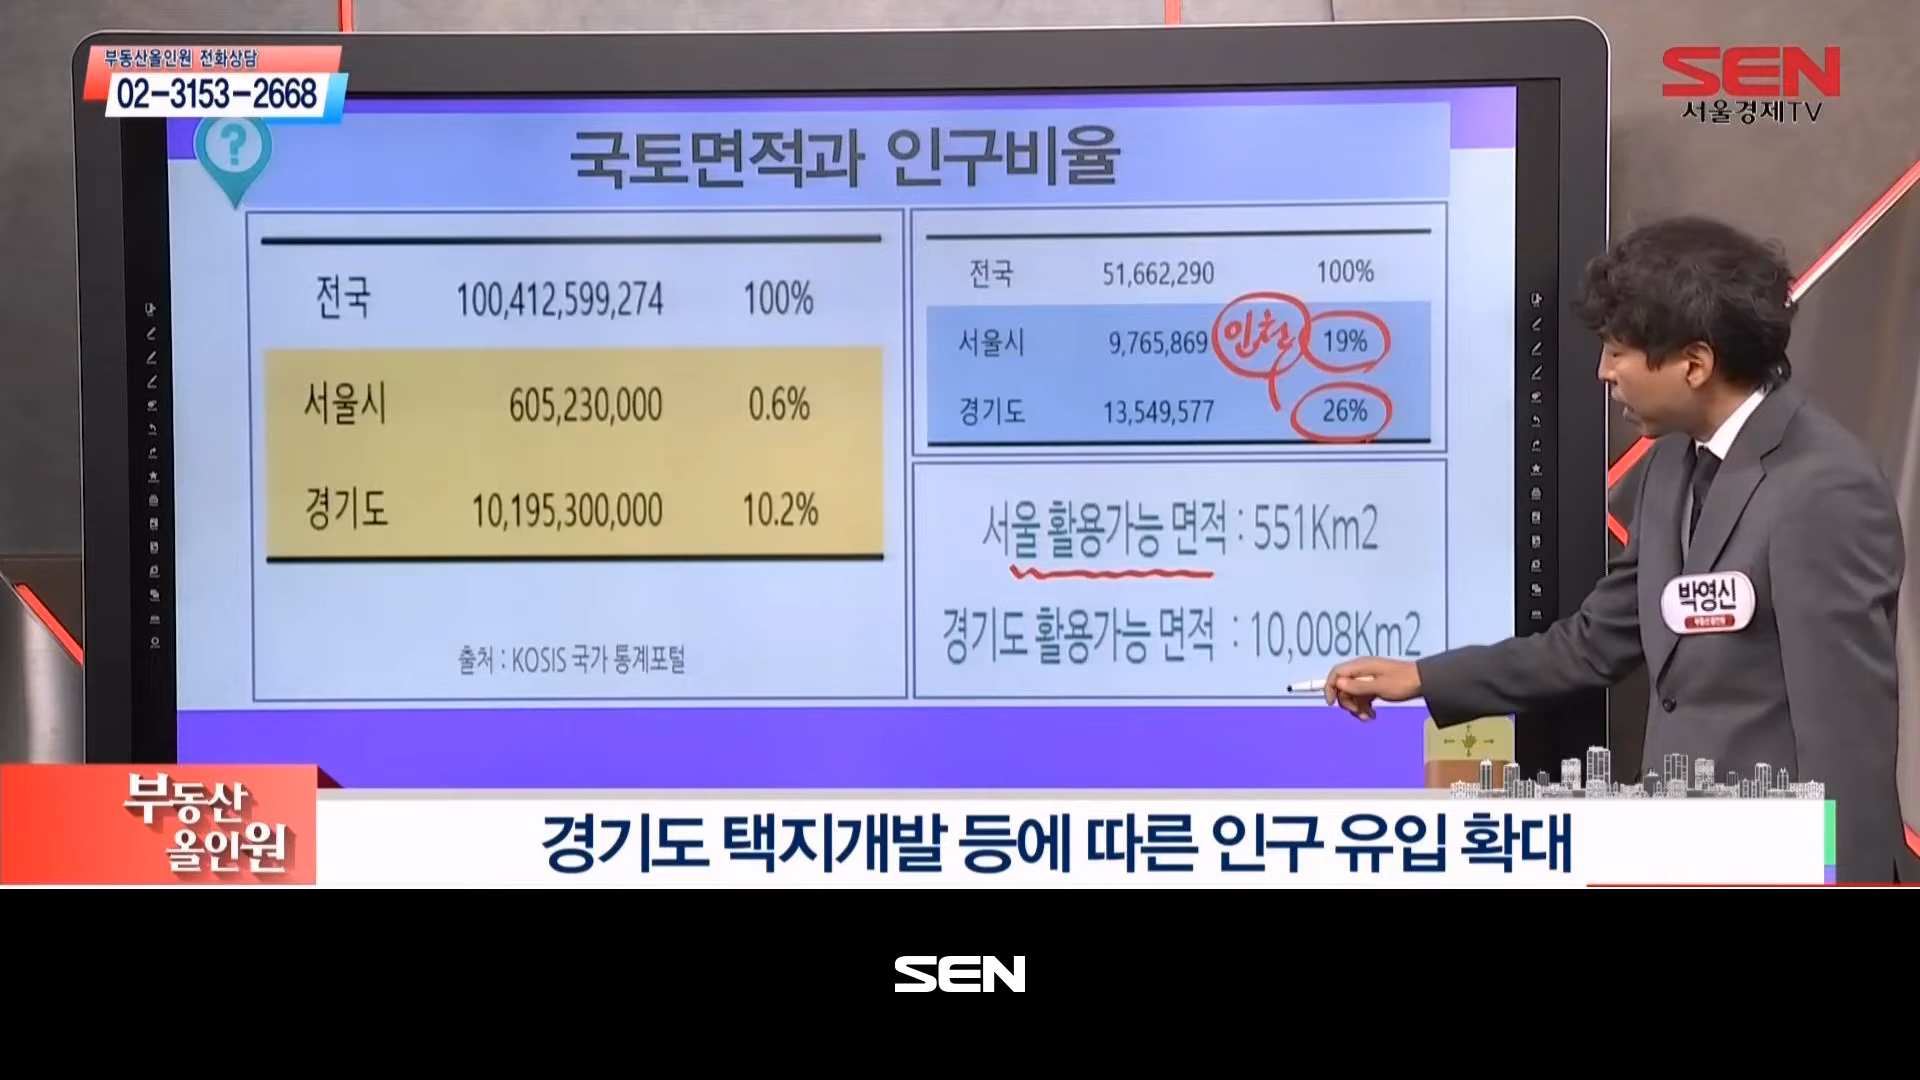 부동산올인원 전화상담
02-3153-2668
SEN
서울경제TV
?
국토면적과 인구비율
전국 100,412,599,274 100%
서울시 605,230,000 0.6%
경기도 10,195,300,000 10.2%
출처 : KOSIS 국가 통계포털
전국 51,662,290 100%
서울시 9,765,869 인천 19%
경기도 13,549,577 26%
서울 활용가능 면적 : 551Km2
경기도 활용가능 면적 : 10,008Km2
박영신
부동산
올인원
경기도 택지개발 등에 따른 인구 유입 확대
SEN